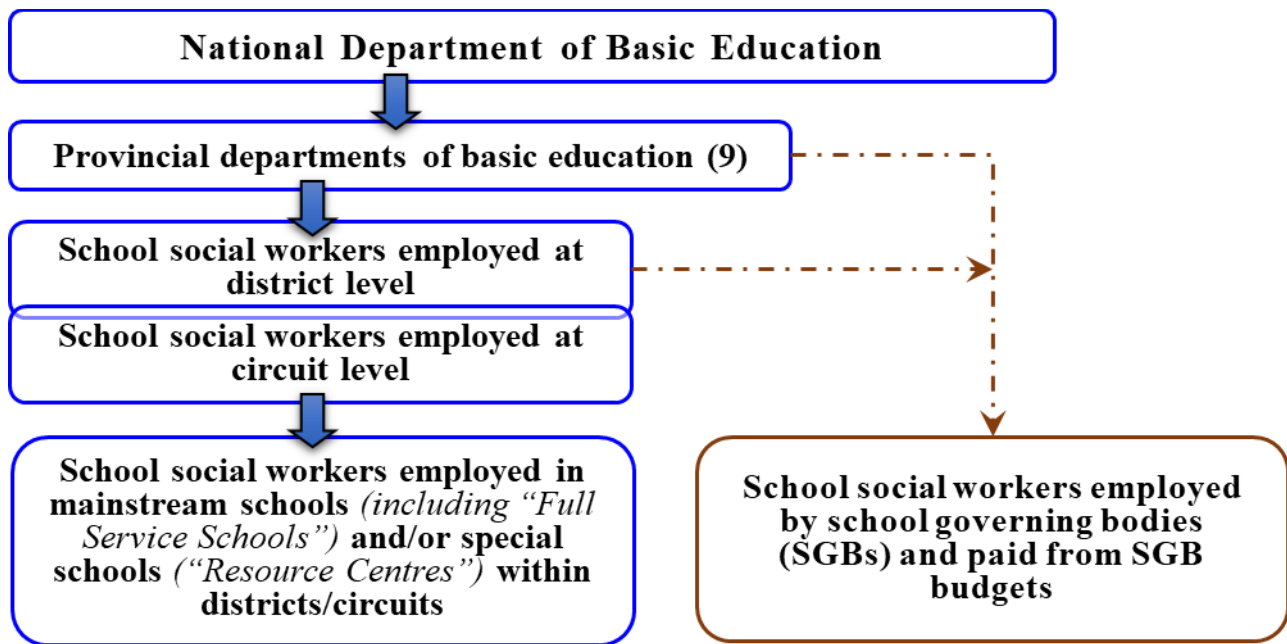 National Department of Basic Education
Provincial departments of basic education (9)
School social workers employed at
district level
School social workers employed at
circuit level
School social workers employed in
mainstream schools (including “Full
Service Schools”) and/or special
schools (“Resource Centres”) within
districts/circuits
School social workers employed
by school governing bodies
(SGBs) and paid from SGB
budgets